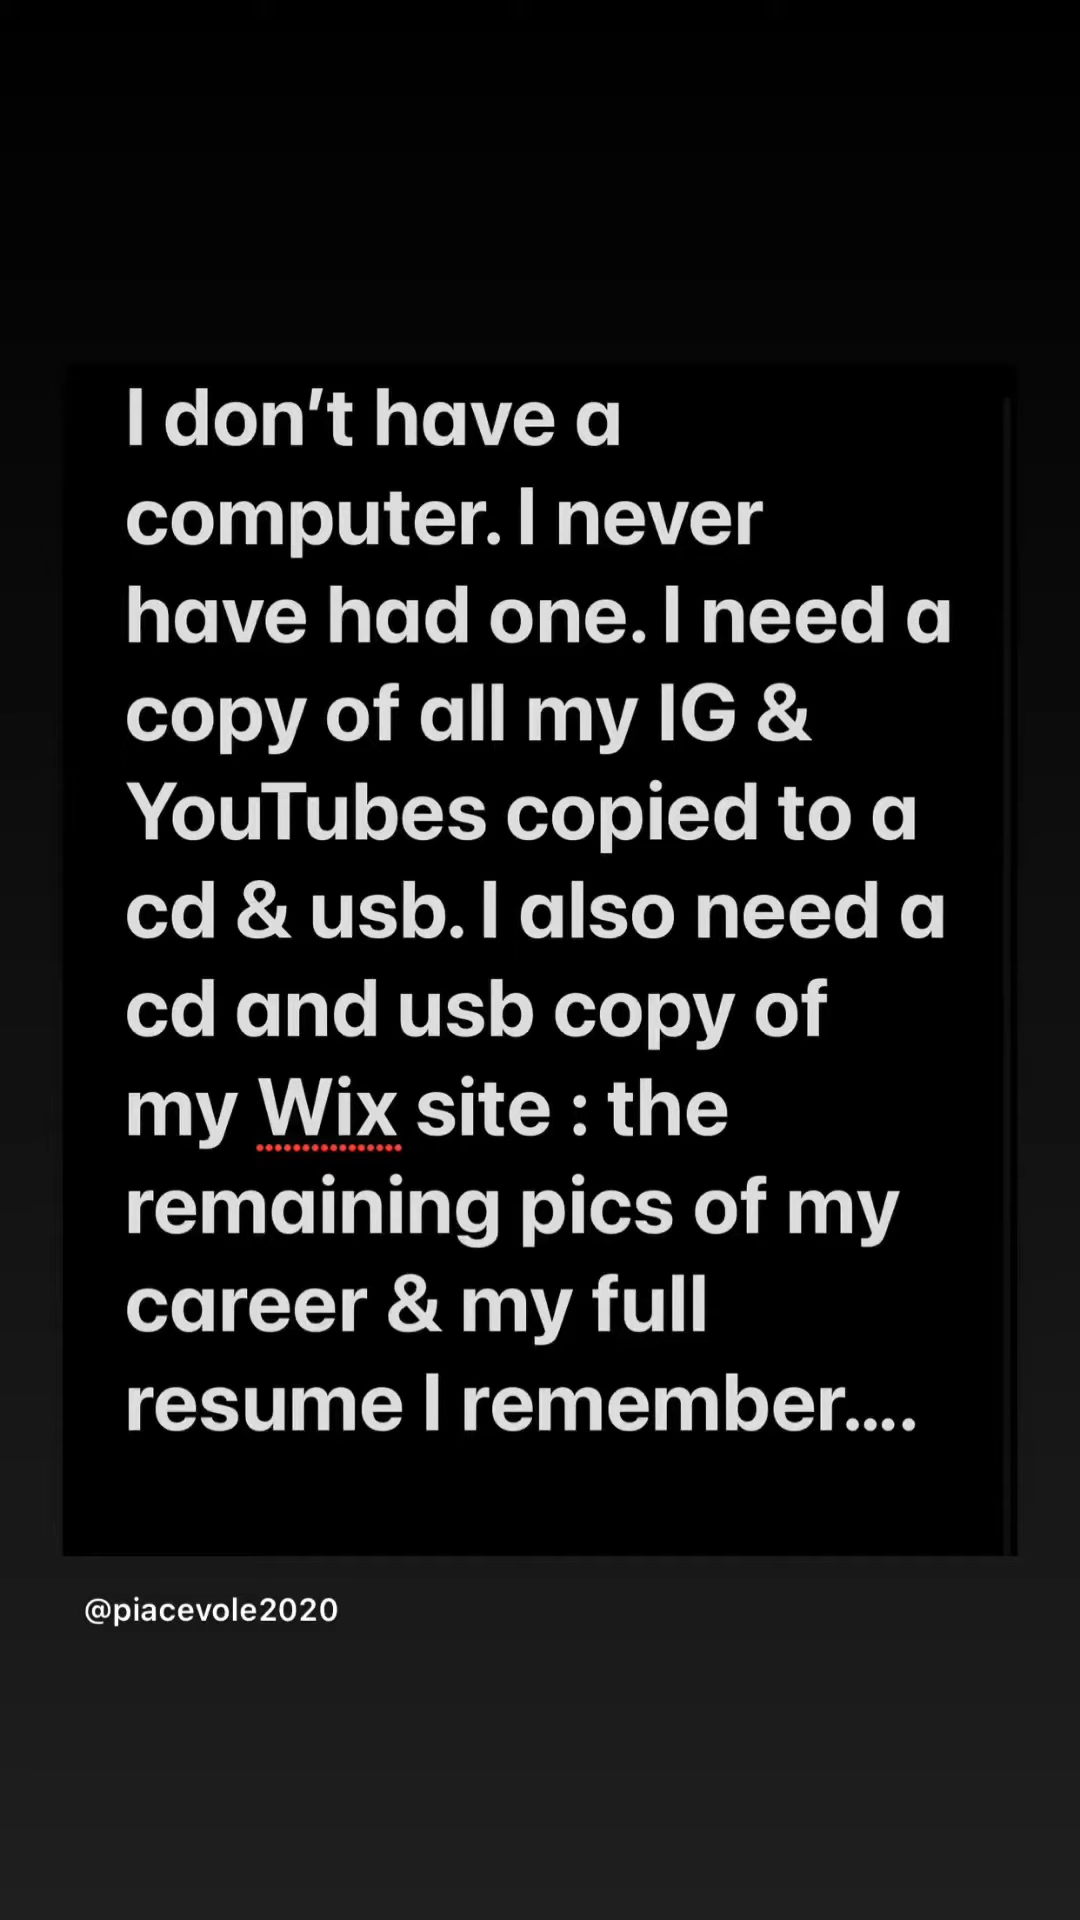 I don't have a
computer. I never
have had one. I need a
copy of all my IG &
YouTubes copied to a
cd & usb. I also need a
cd and usb copy of
my Wix site : the
remaining pics of my
career & my full
resume I remember....
@piacevole2020